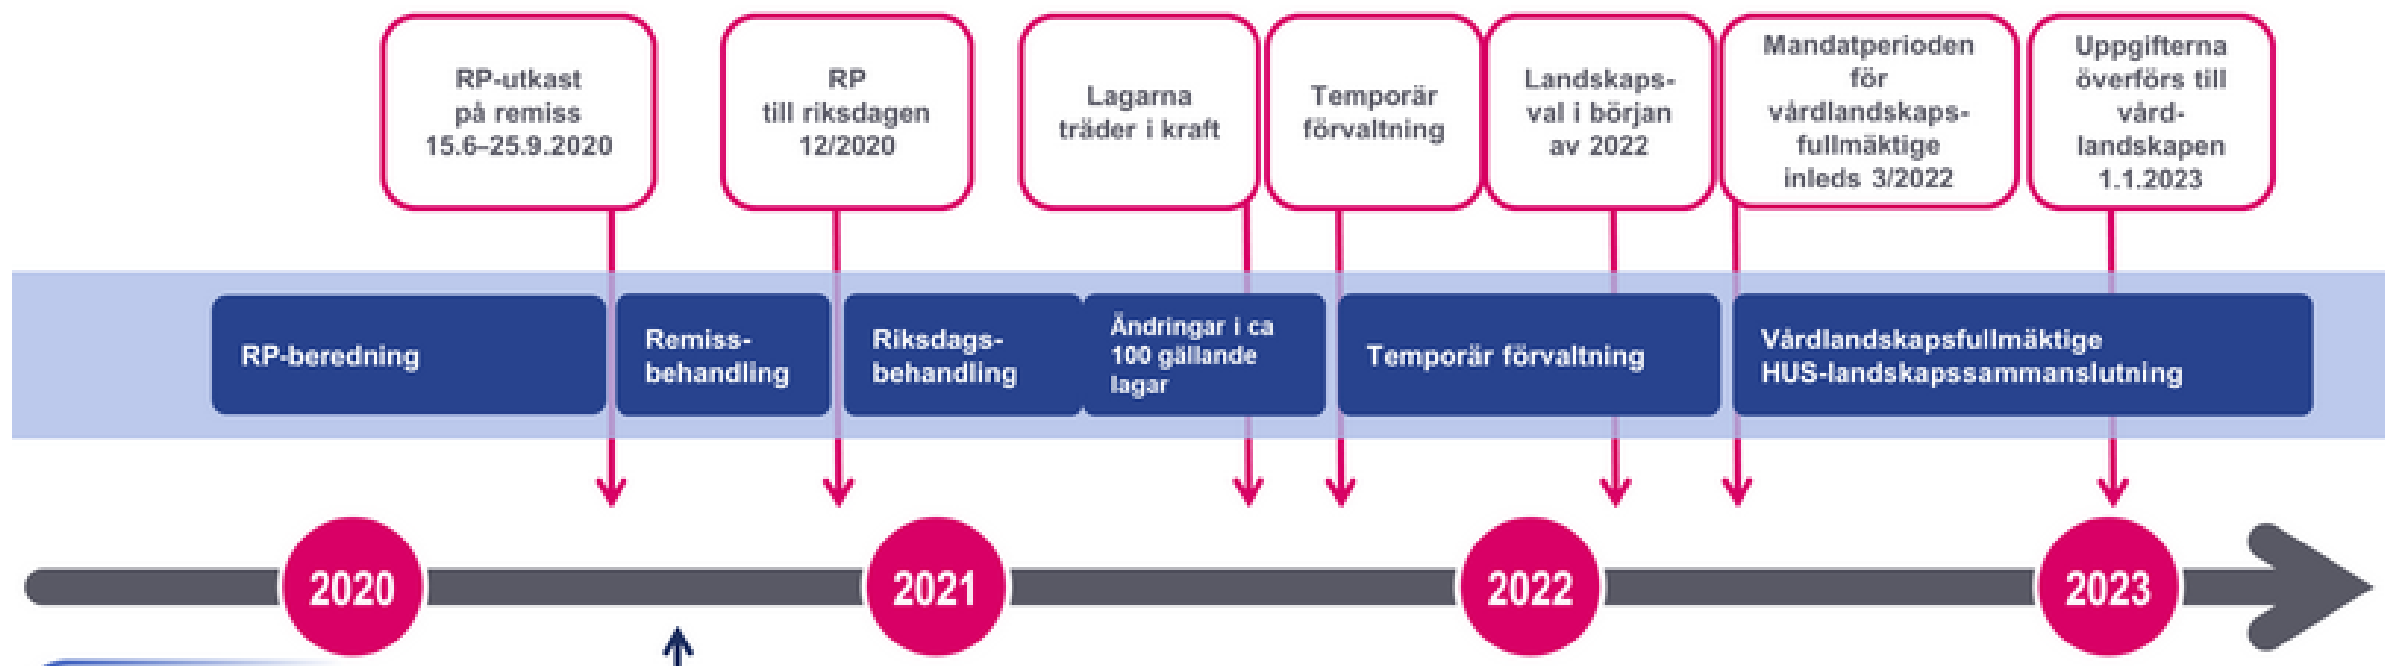 RP-utkast
på remiss
15.6–25.9.2020
RP
till riksdagen
12/2020
Lagarna
träder i kraft
Temporär
förvaltning
Landskaps-
val i början
av 2022
Mandatperioden
för
vårdlandskaps-
fullmäktige
inleds 3/2022
Uppgifterna
överförs till
vård-
landskapen
1.1.2023
RP-beredning
Remiss-
behandling
Riksdags-
behandling
Ändringar i ca
100 gällande
lagar
Temporär förvaltning
Vårdlandskapsfullmäktige
HUS-landskapssammanslutning
2020
2021
2022
2023